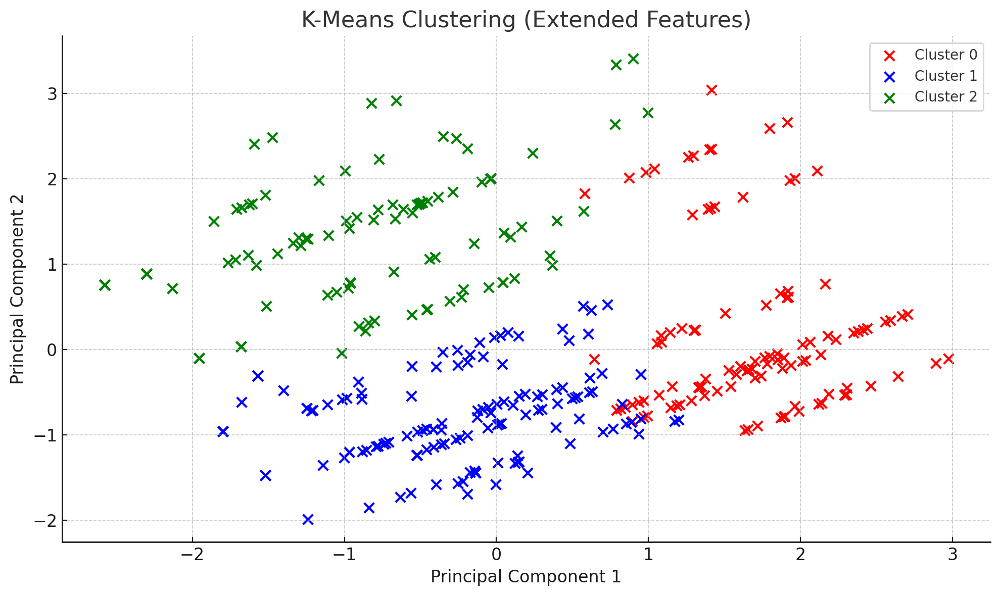 K-Means Clustering (Extended Features)
Cluster 0
Cluster 1
Cluster 2
3
2
1
0
−1
−2
Principal Component 2
−2
−1
0
1
2
3
Principal Component 1